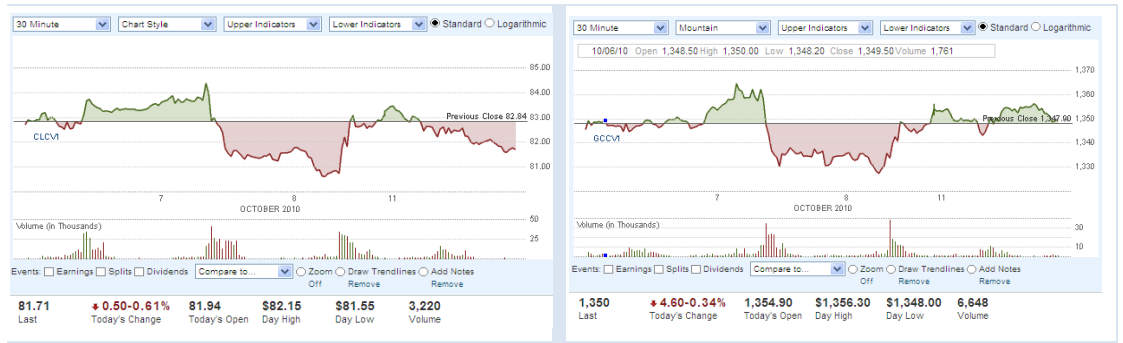 30 Minute Chart Style Upper Indicators Lower Indicators Standard Logarithmic
85.00
84.00
Previous Close 82.84
83.00
CLCV1
82.00
81.00
7 8 11
OCTOBER 2010
Volume (in Thousands)
50
25
Events: Earnings Splits Dividends Compare to... Zoom Draw Trendlines Add Notes
Off Remove Remove
81.71 0.50-0.61% 81.94 $82.15 $81.55 3,220
Last Today's Change Today's Open Day High Day Low Volume
30 Minute Mountain Upper Indicators Lower Indicators Standard Logarithmic
10/06/10 Open 1,348.50 High 1,350.00 Low 1,348.20 Close 1,349.50 Volume 1,761
1,370
1,360
1,350
Previous Close 1,347.90
GCCV1
1,340
1,330
7 8 11
OCTOBER 2010
Volume (in Thousands)
30
10
Events: Earnings Splits Dividends Compare to... Zoom Draw Trendlines Add Notes
Off Remove Remove
1,350 4.60-0.34% 1,354.90 $1,356.30 $1,348.00 6,648
Last Today's Change Today's Open Day High Day Low Volume